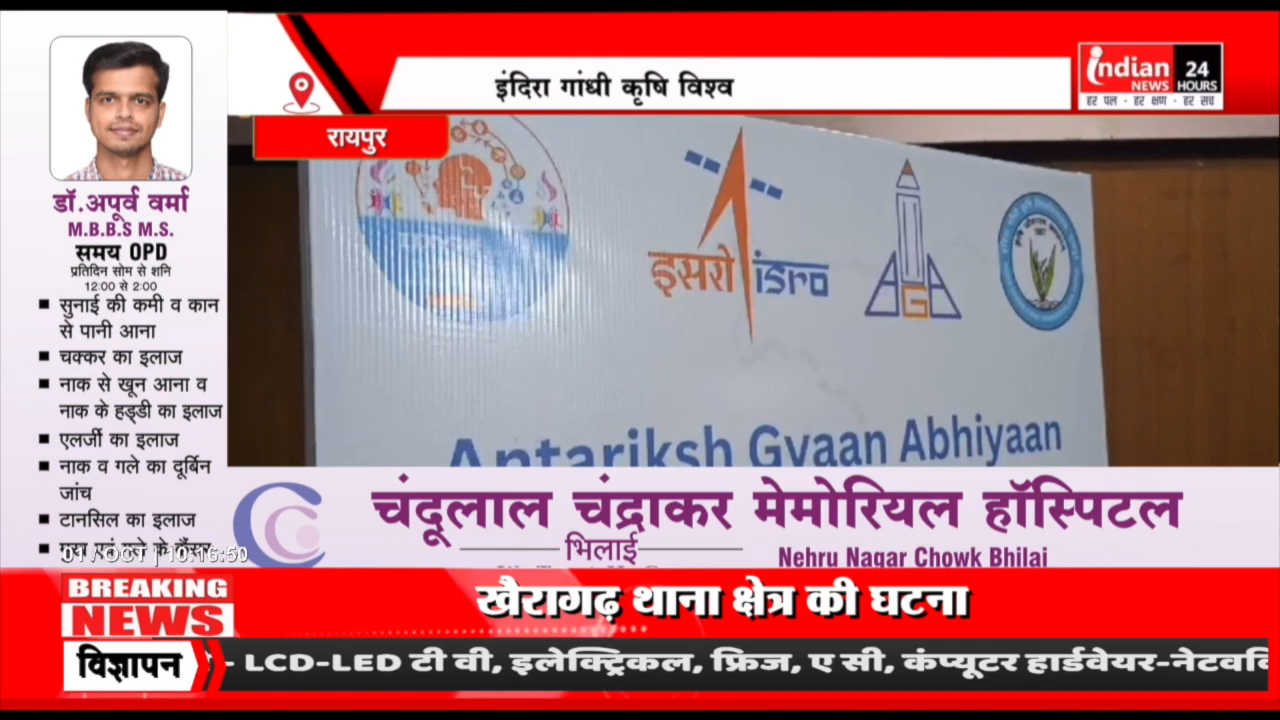 इंदिरा गांधी कृषि विश्व
indian
NEWS
24
HOURS
हर पल - हर क्षण - हर सच
रायपुर
इसरो isro
AGA
Antariksh Gyaan Abhiyaan
डॉ.अपूर्व वर्मा
M.B.B.S M.S.
समय OPD
प्रतिदिन सोम से शनि
12:00 से 2:00
सुनाई की कमी व कान
से पानी आना
चक्कर का इलाज
नाक से खून आना व
नाक के हड्डी का इलाज
एलर्जी का इलाज
नाक व गले का दूर्बिन
जांच
टानसिल का इलाज
01 / OCT | 10:16:50
चंदूलाल चंद्राकर मेमोरियल हॉस्पिटल
भिलाई
Nehru Nagar Chowk Bhilai
BREAKING
NEWS
खैरागढ़ थाना क्षेत्र की घटना
विज्ञापन
- LCD-LED टी वी, इलेक्ट्रिकल, फ्रिज, ए सी, कंप्यूटर हार्डवेयर-नेटवर्कि